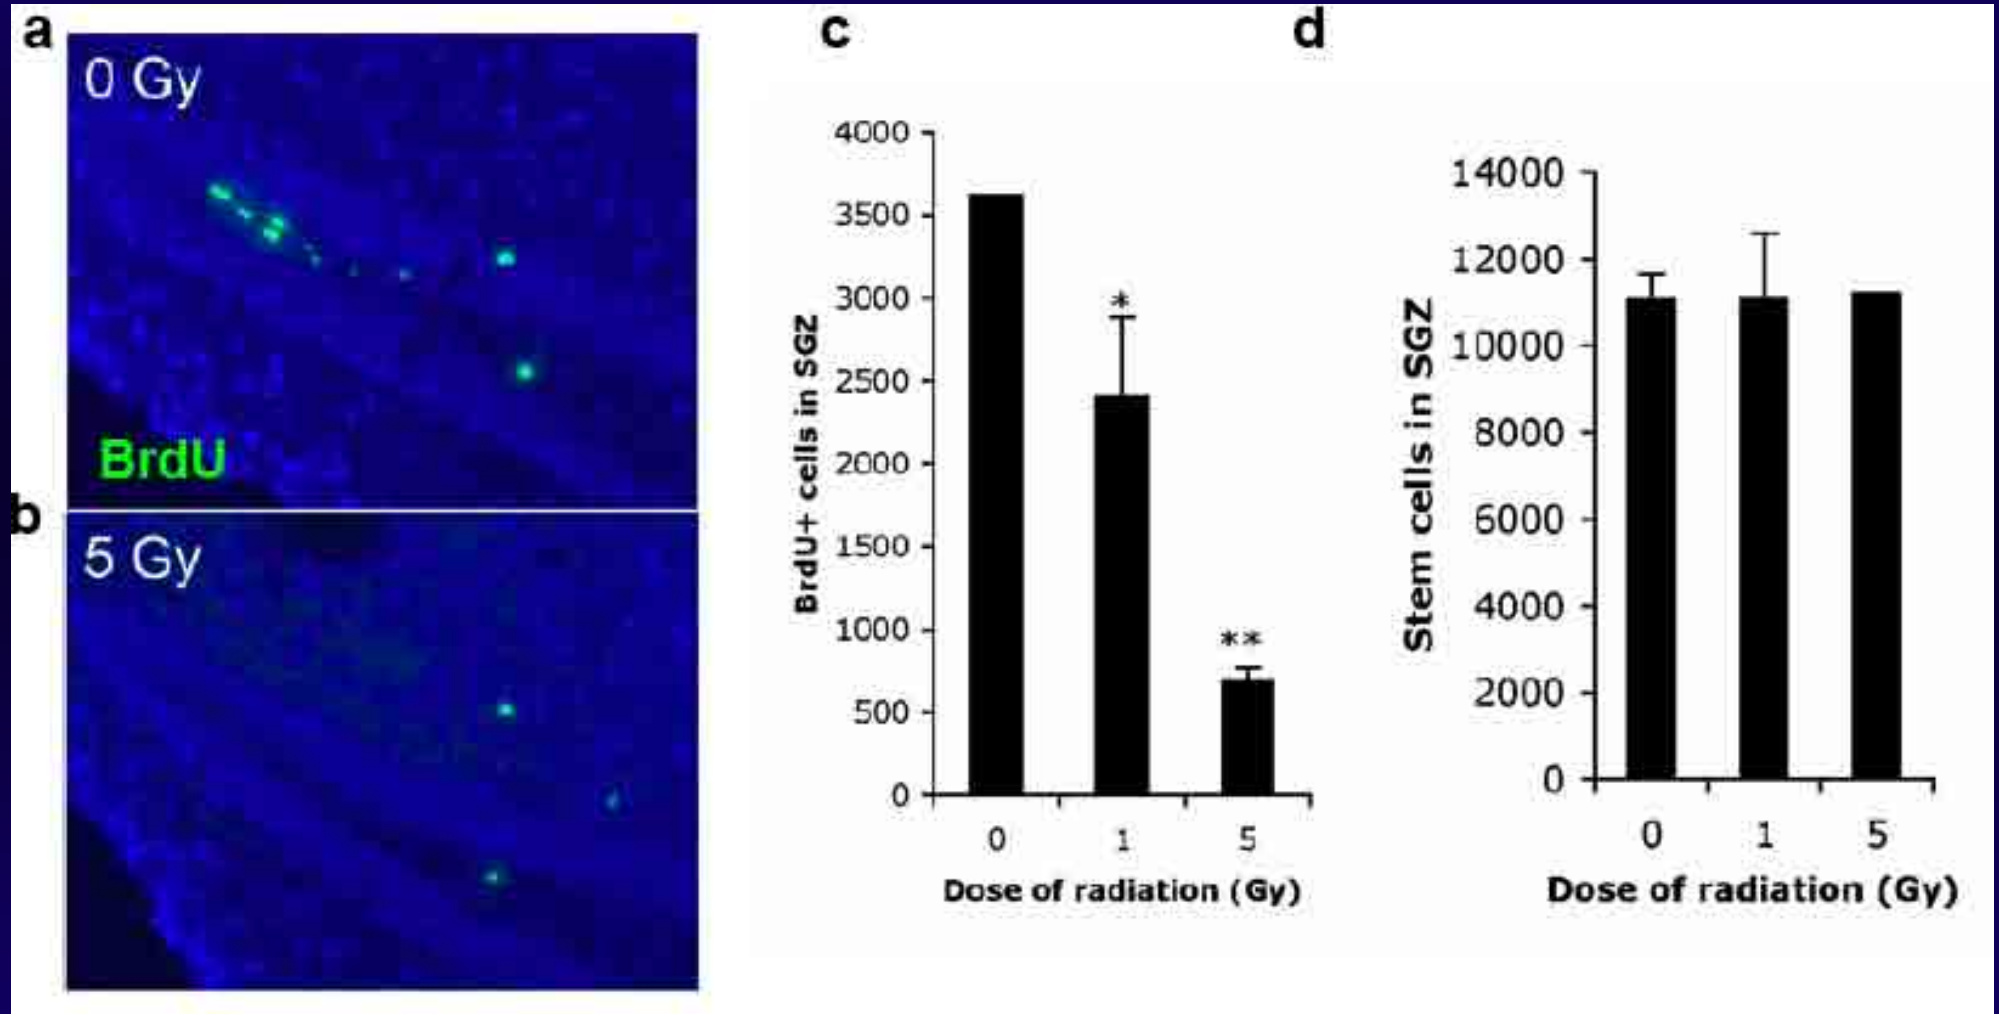 a
0 Gy
BrdU
b
5 Gy
c
4000
3500
3000
2500
2000
1500
1000
500
0
BrdU+ cells in SGZ
*
**
0 1 5
Dose of radiation (Gy)
d
14000
12000
10000
8000
6000
4000
2000
0
Stem cells in SGZ
0 1 5
Dose of radiation (Gy)